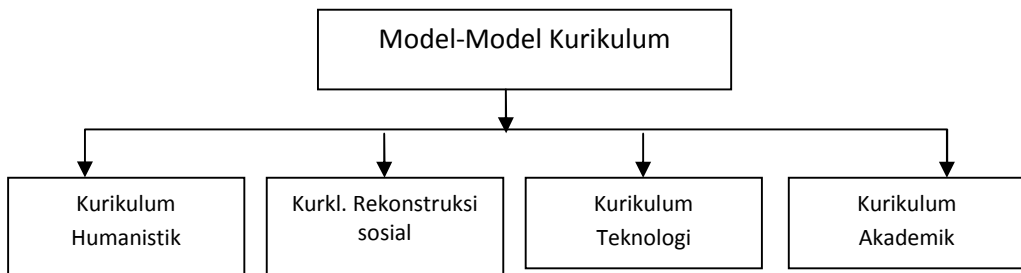 Model-Model Kurikulum
Kurikulum
Humanistik
Kurkl. Rekonstruksi
sosial
Kurikulum
Teknologi
Kurikulum
Akademik